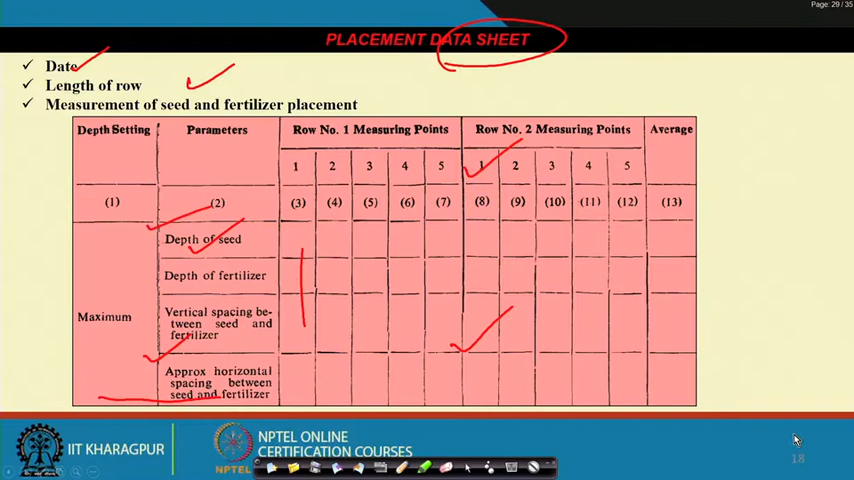 Page: 29 / 35
PLACEMENT DATA SHEET
✓ Date
✓ Length of row
✓ Measurement of seed and fertilizer placement
Depth Setting Parameters Row No. 1 Measuring Points Row No. 2 Measuring Points Average
1 2 3 4 5 1 2 3 4 5
(1) (2) (3) (4) (5) (6) (7) (8) (9) (10) (11) (12) (13)
Depth of seed
Depth of fertilizer
Maximum
Vertical spacing be-
tween seed and
fertilizer
Approx horizontal
spacing between
seed and fertilizer
IIT KHARAGPUR
NPTEL
NPTEL ONLINE
CERTIFICATION COURSES
18